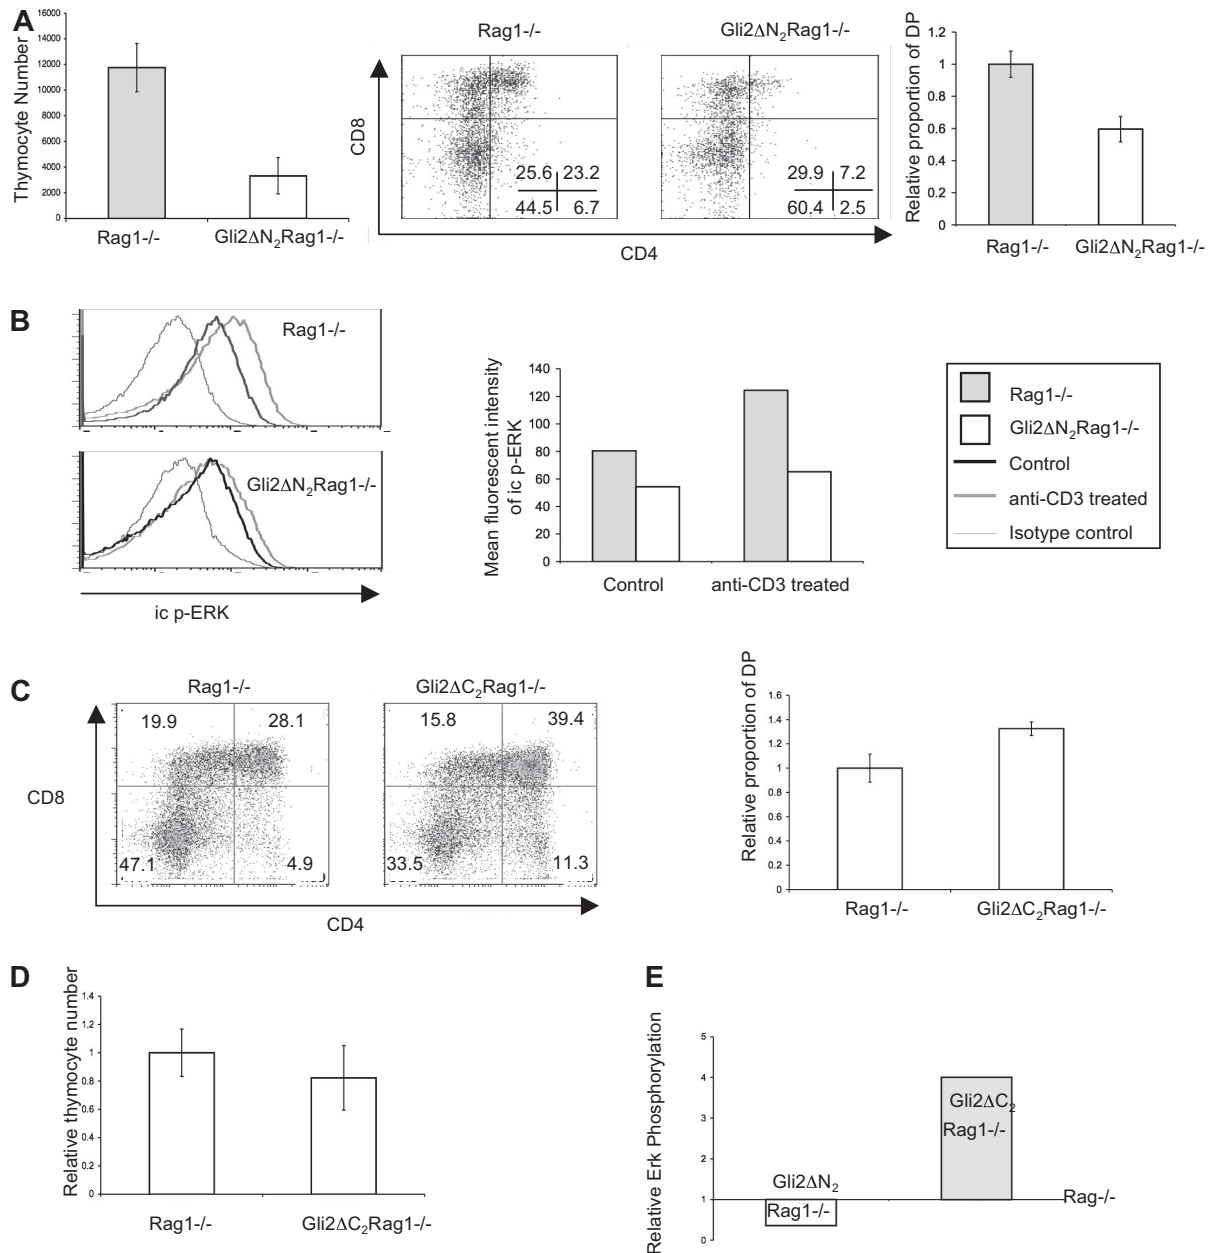 A
Thymocyte Number
16000
14000
12000
10000
8000
6000
4000
2000
0
Rag1-/-
Gli2ΔN2Rag1-/-
Rag1-/-
Gli2ΔN2Rag1-/-
CD8
25.6 23.2
44.5 6.7
29.9 7.2
60.4 2.5
CD4
Relative proportion of DP
1.2
1
0.8
0.6
0.4
0.2
0
Rag1-/-
Gli2ΔN2Rag1-/-
B
Rag1-/-
Gli2ΔN2Rag1-/-
ic p-ERK
Mean fluorescent intensity
of ic p-ERK
140
120
100
80
60
40
20
0
Control
anti-CD3 treated
Rag1-/-
Gli2ΔN2Rag1-/-
Control
anti-CD3 treated
Isotype control
C
Rag1-/-
Gli2ΔC2Rag1-/-
CD8
19.9 28.1
47.1 4.9
15.8 39.4
33.5 11.3
CD4
Relative proportion of DP
1.6
1.4
1.2
1
0.8
0.6
0.4
0.2
0
Rag1-/-
Gli2ΔC2Rag1-/-
D
Relative thymocyte number
1.4
1.2
1
0.8
0.6
0.4
0.2
0
Rag1-/-
Gli2ΔC2Rag1-/-
E
Relative Erk Phosphorylation
5
4
3
2
1
0
Gli2ΔN2
Rag1-/-
Gli2ΔC2
Rag1-/-
Rag-/-